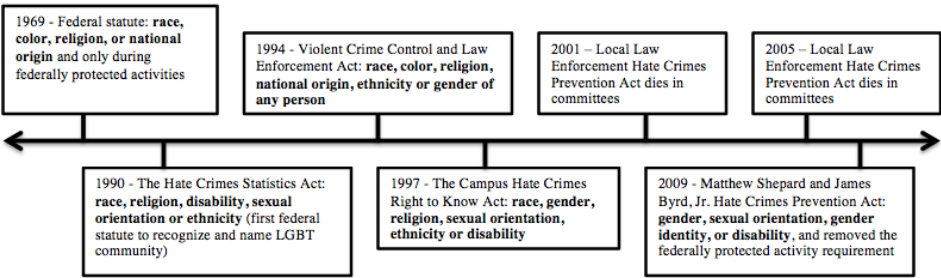 1969 - Federal statute: race,
color, religion, or national
origin and only during
federally protected activities
1994 - Violent Crime Control and Law
Enforcement Act: race, color, religion,
national origin, ethnicity or gender of
any person
2001 – Local Law
Enforcement Hate Crimes
Prevention Act dies in
committees
2005 – Local Law
Enforcement Hate Crimes
Prevention Act dies in
committees
1990 - The Hate Crimes Statistics Act:
race, religion, disability, sexual
orientation or ethnicity (first federal
statute to recognize and name LGBT
community)
1997 - The Campus Hate Crimes
Right to Know Act: race, gender,
religion, sexual orientation,
ethnicity or disability
2009 - Matthew Shepard and James
Byrd, Jr. Hate Crimes Prevention Act:
gender, sexual orientation, gender
identity, or disability, and removed the
federally protected activity requirement